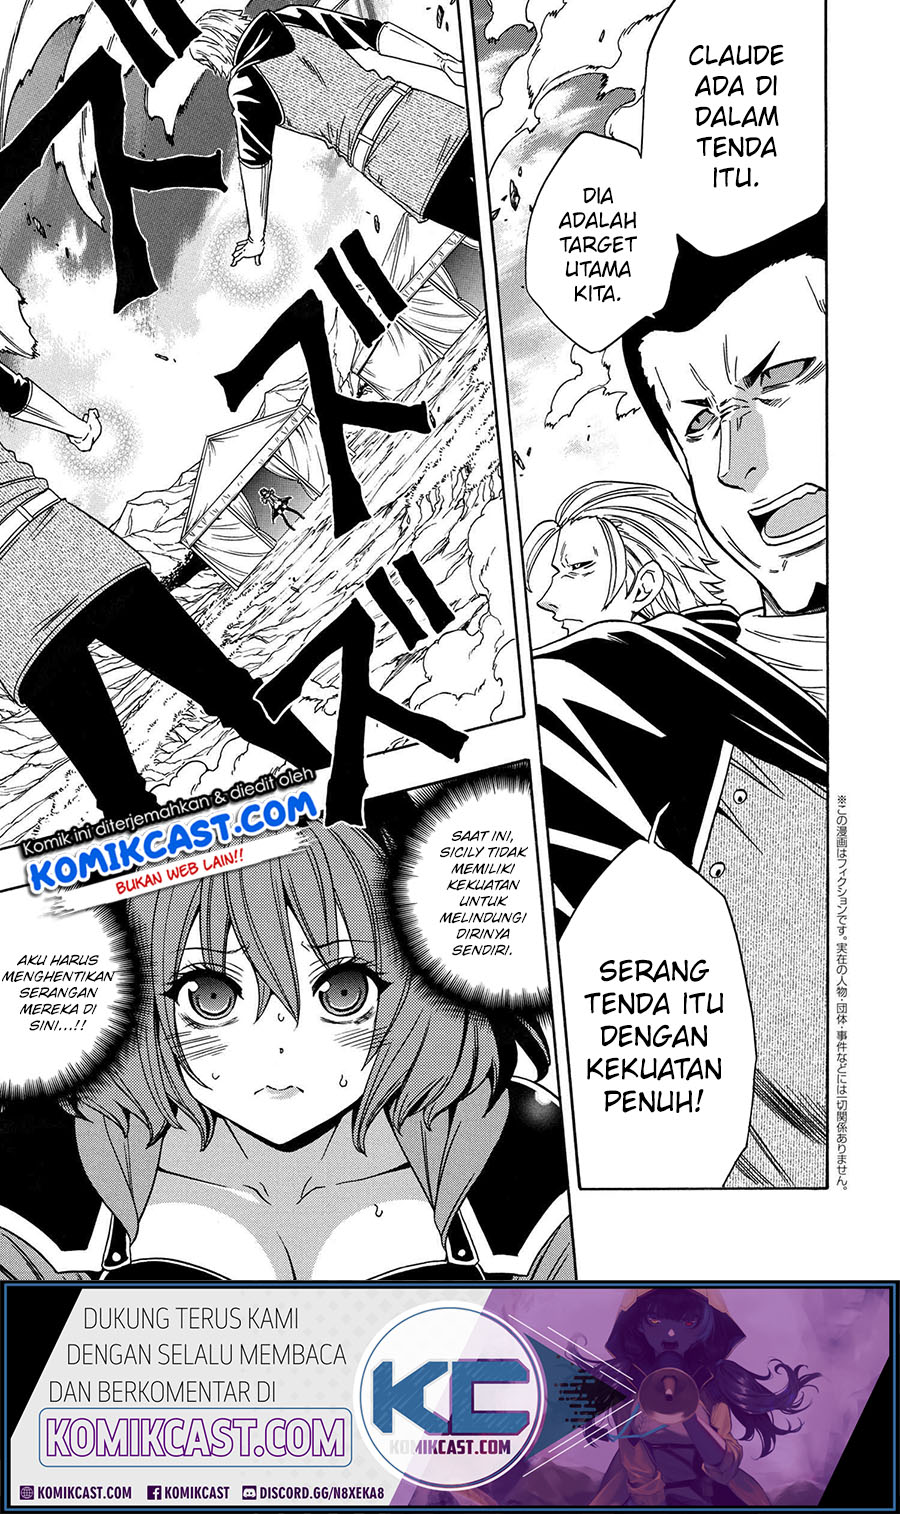 CLAUDE
ADA DI
DALAM
TENDA
ITU.
DIA
ADALAH
TARGET
UTAMA
KITA.
ズ
ズ
ズ
SERANG
TENDA ITU
DENGAN
KEKUATAN
PENUH!
※この漫画はフィクションです。実在の人物・団体・事件などには一切関係ありません。
SAAT INI,
SICILY TIDAK
MEMILIKI
KEKUATAN
UNTUK
MELINDUNGI
DIRINYA
SENDIRI.
AKU HARUS
MENGHENTIKAN
SERANGAN
MEREKA DI
SINI...!!
Komik ini diterjemahkan & diedit oleh
KOMIKCAST.COM
BUKAN WEB LAIN!!
DUKUNG TERUS KAMI
DENGAN SELALU MEMBACA
DAN BERKOMENTAR DI
KOMIKCAST.COM
KC
KOMIKCAST.COM
KOMIKCAST.COM
KOMIKCAST
DISCORD.GG/N8XEKA8